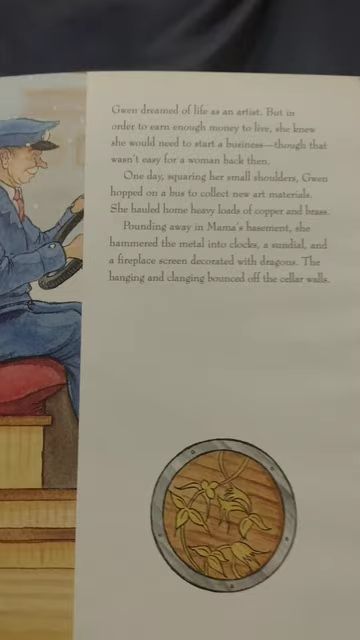 Gwen dreamed of life as an artist. But in
order to earn enough money to live, she knew
she would need to start a business—though that
wasn't easy for a woman back then.
One day, squaring her small shoulders, Gwen
hopped on a bus to collect new art materials.
She hauled home heavy loads of copper and brass.
Pounding away in Mama's basement, she
hammered the metal into clocks, a sundial, and
a fireplace screen decorated with dragons. The
banging and clanging bounced off the cellar walls.